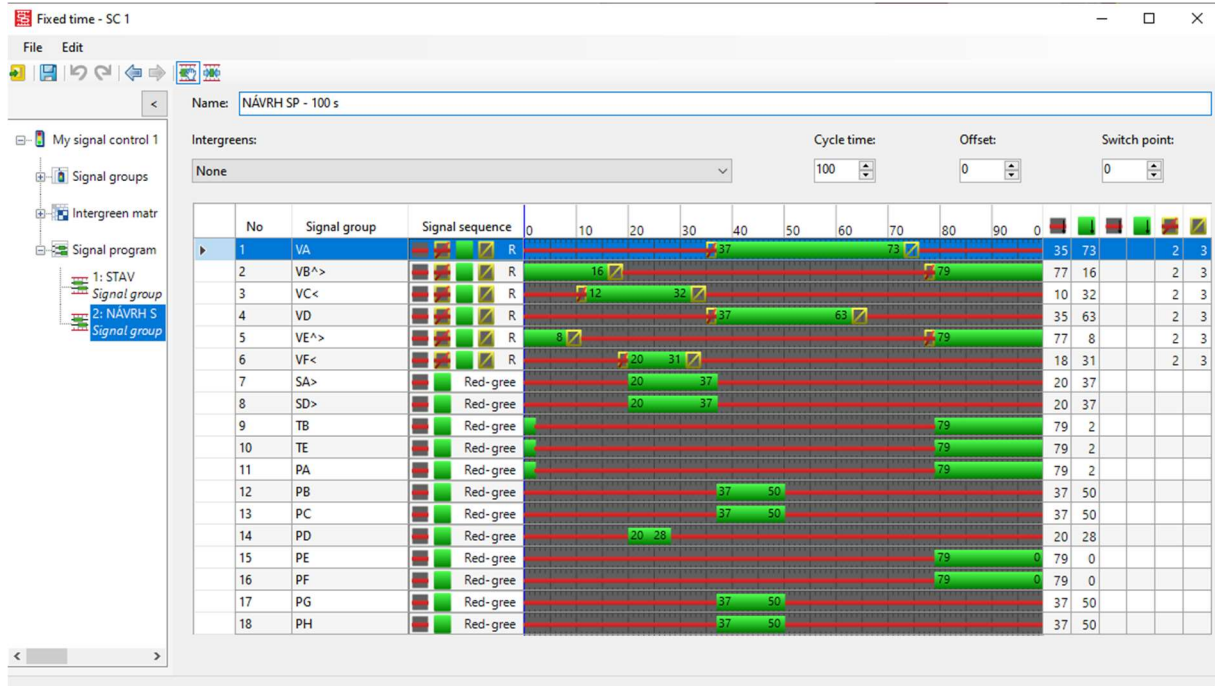 Fixed time - SC 1
File Edit
<
Name: NÁVRH SP - 100 s
My signal control 1
Signal groups
Intergreen matr
Signal program
1: STAV
Signal group
2: NÁVRH S
Signal group
Intergreens: Cycle time: Offset: Switch point:
None 100 0 0
No Signal group Signal sequence 0 10 20 30 40 50 60 70 80 90 0
1 VA R 37 73 35 73 2 3
2 VB^> R 16 79 77 16 2 3
3 VC< R 12 32 10 32 2 3
4 VD R 37 63 35 63 2 3
5 VE^> R 8 79 77 8 2 3
6 VF< R 20 31 18 31 2 3
7 SA> Red-gree 20 37 20 37
8 SD> Red-gree 20 37 20 37
9 TB Red-gree 79 79 2
10 TE Red-gree 79 79 2
11 PA Red-gree 79 79 2
12 PB Red-gree 37 50 37 50
13 PC Red-gree 37 50 37 50
14 PD Red-gree 20 28 20 28
15 PE Red-gree 79 0 79 0
16 PF Red-gree 79 0 79 0
17 PG Red-gree 37 50 37 50
18 PH Red-gree 37 50 37 50
< >